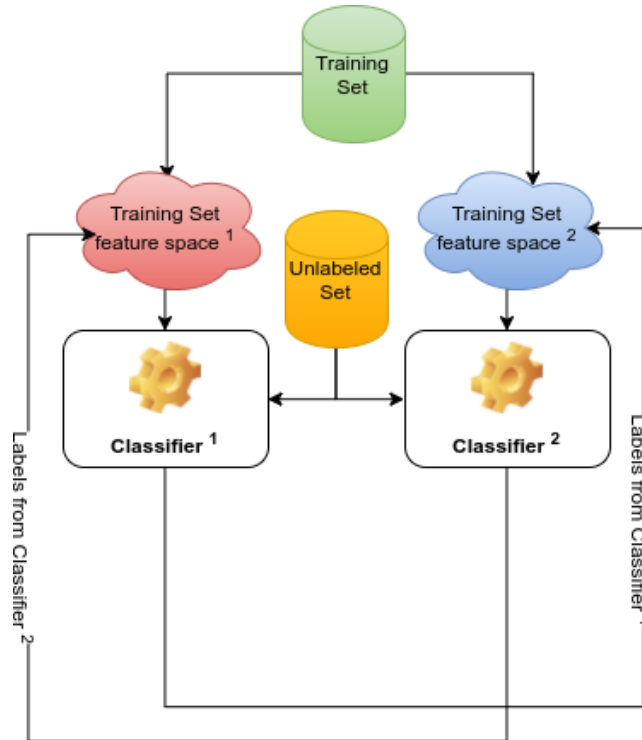 Training
Set
Training Set
feature space 1
Training Set
feature space 2
Unlabeled
Set
Classifier 1
Classifier 2
Labels from Classifier 2
Labels from Classifier